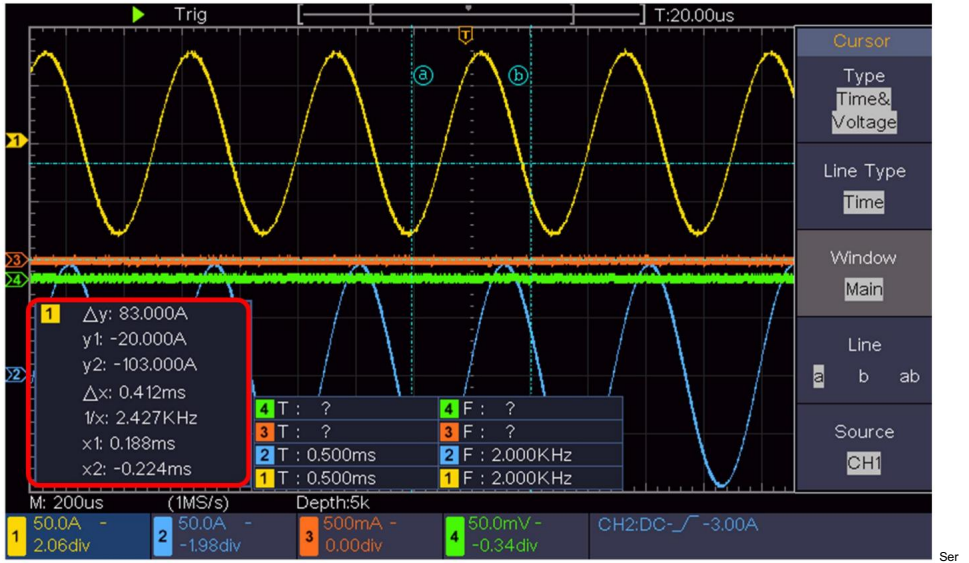 Trig
T:20.00us
T
Cursor
Type
Time&
Voltage
Line Type
Time
Window
Main
Line
a b ab
Source
CH1
a b
1
3
4
2
1 △y: 83.000A
y1: -20.000A
y2: -103.000A
△x: 0.412ms
1/x: 2.427KHz
x1: 0.188ms
x2: -0.224ms
4 T : ? 4 F : ?
3 T : ? 3 F : ?
2 T : 0.500ms 2 F : 2.000KHz
1 T : 0.500ms 1 F : 2.000KHz
M: 200us (1MS/s) Depth:5k
1 50.0A - 2 50.0A - 3 500mA - 4 50.0mV - CH2:DC- -3.00A
2.06div -1.98div 0.00div -0.34div
Ser